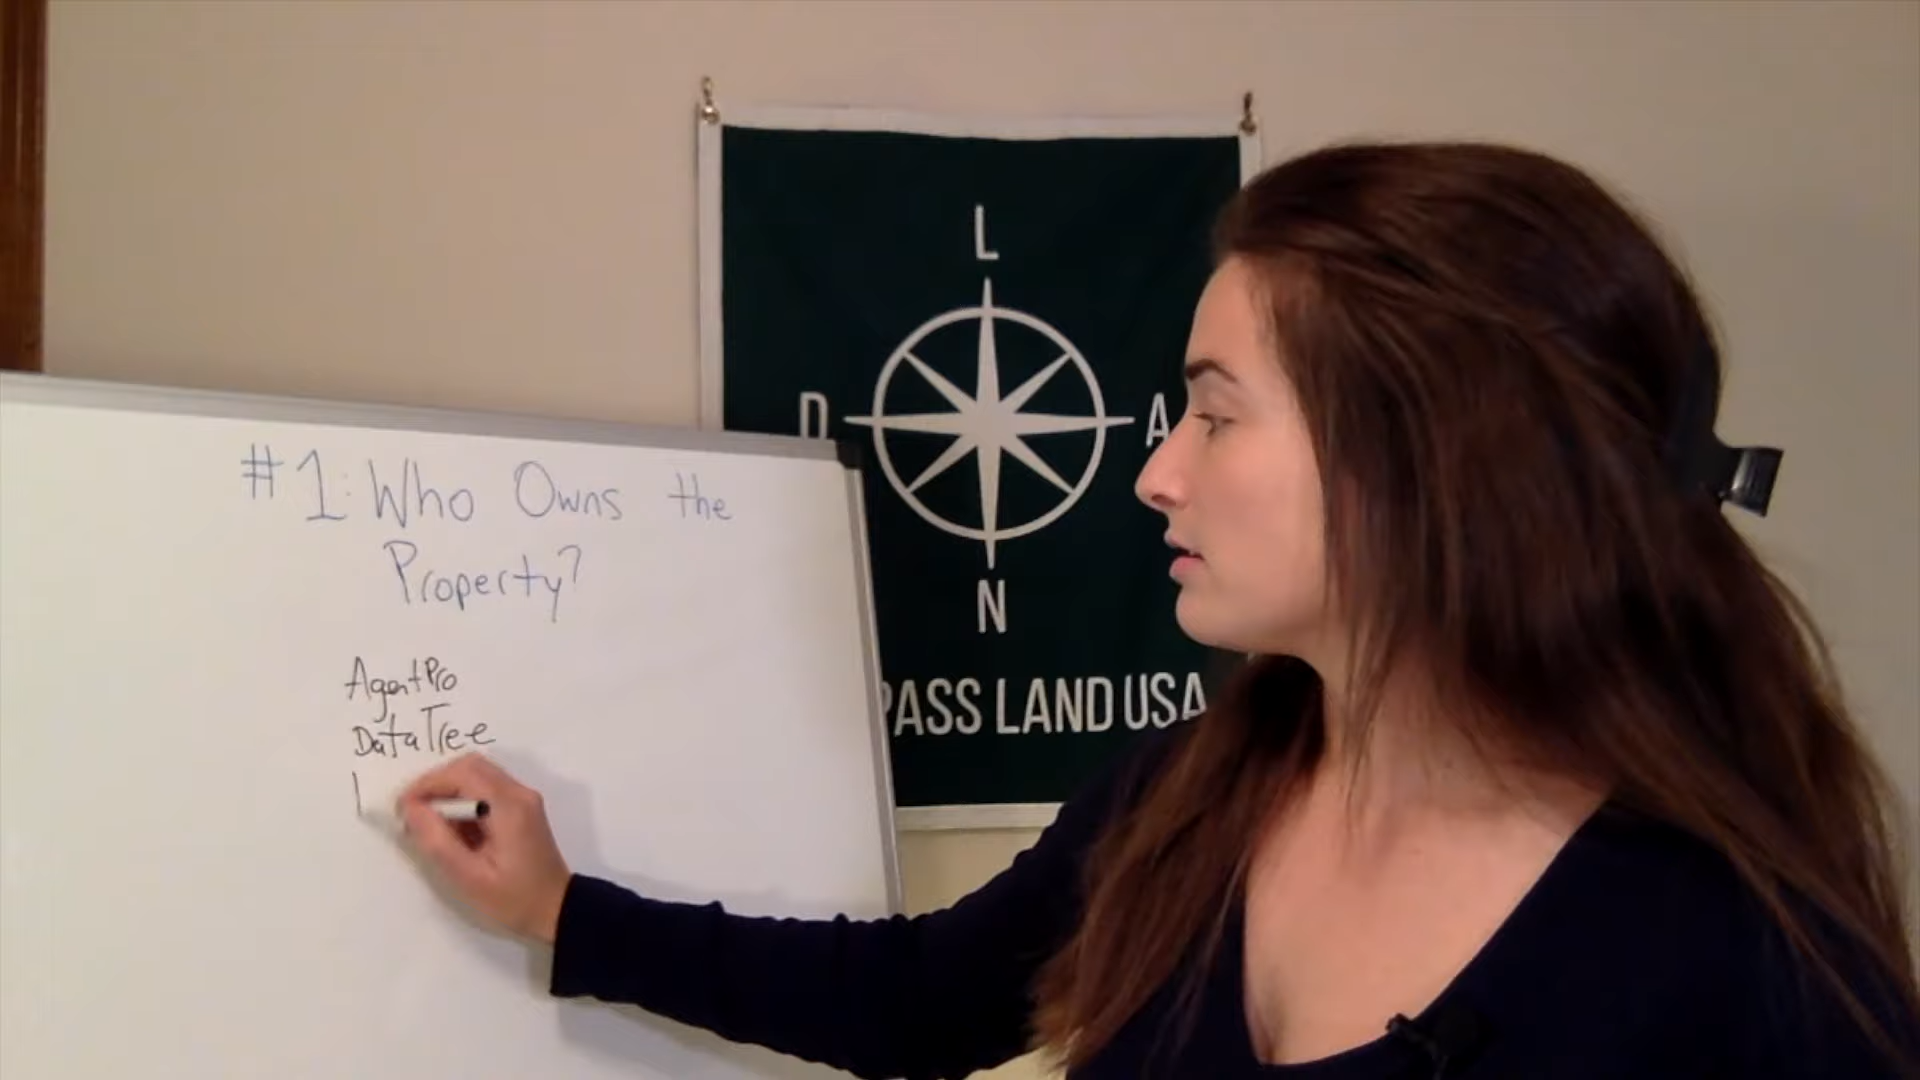 #1: Who Owns the
Property?
AgentPro
DataTree
L
D
A
N
PASS LAND USA